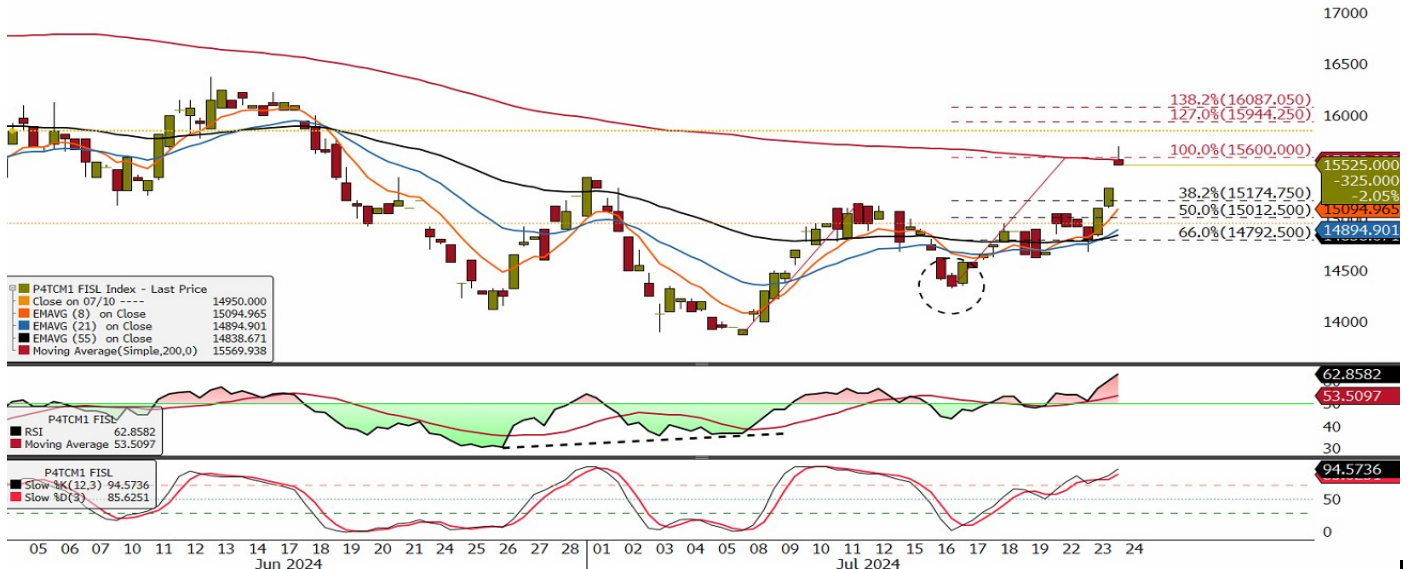 17000
16500
138.2%(16087.050)
16000
127.0%(15944.250)
100.0%(15600.000)
15525.000
-325.000
-2.05%
38.2%(15174.750)
15094.965
50.0%(15012.500)
14894.901
66.0%(14792.500)
14500
14000
P4TCM1 FISL Index - Last Price
Close on 07/10 ---- 14950.000
EMAVG (8) on Close 15094.965
EMAVG (21) on Close 14894.901
EMAVG (55) on Close 14838.671
Moving Average(Simple,200,0) 15569.938
62.8582
53.5097
30
P4TCM1 FISL
RSI 62.8582
Moving Average 53.5097
94.5736
50
0
P4TCM1 FISL
Slow %K(12,3) 94.5736
Slow %D(3) 85.6251
05 06 07 10 11 12 13 14 17 18 19 20 21 24 25 26 27 28 01 02 03 04 05 08 09 10 11 12 15 16 17 18 19 22 23 24
Jun 2024 Jul 2024